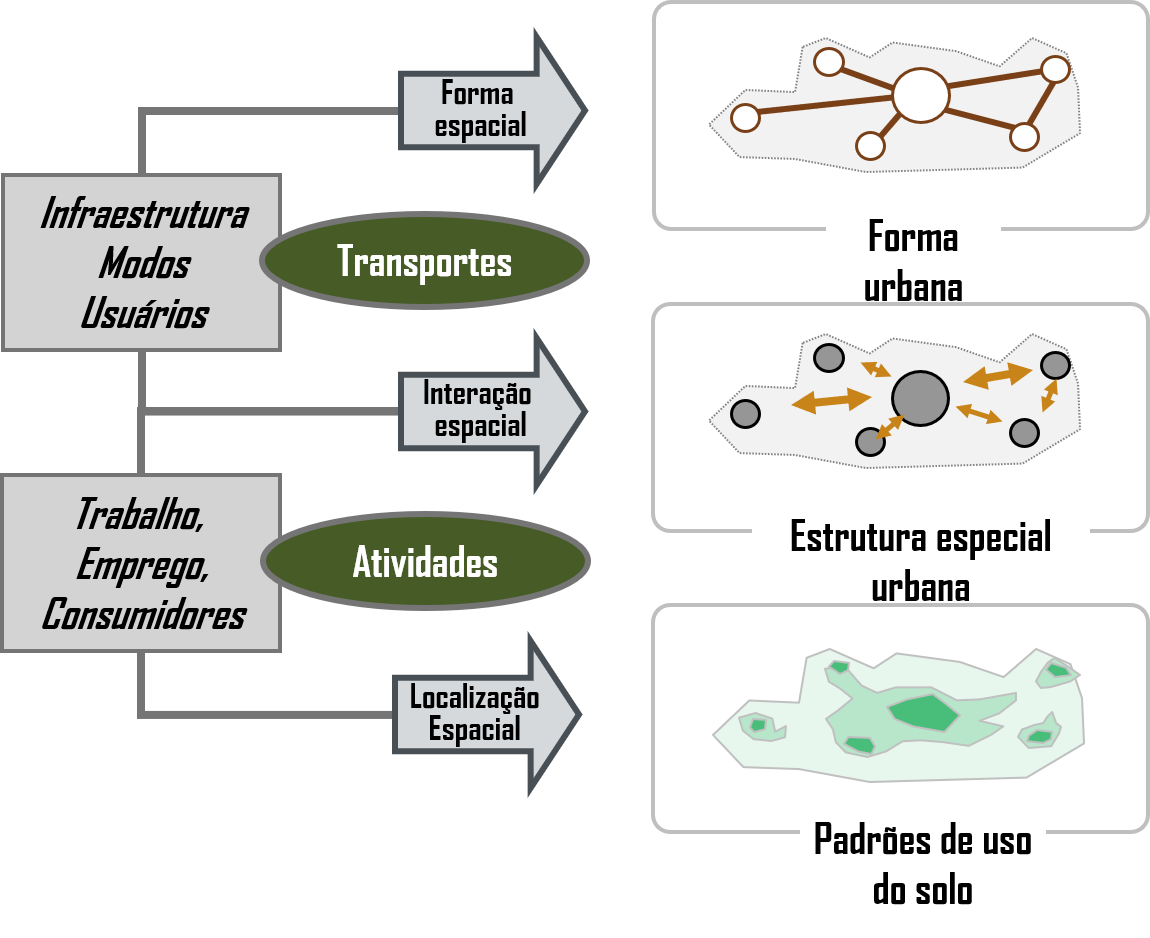 Forma
espacial
Infraestrutura
Modos
Usuários
Transportes
Forma
urbana
Interação
espacial
Trabalho,
Emprego,
Consumidores
Atividades
Estrutura especial
urbana
Localização
Espacial
Padrões de uso
do solo